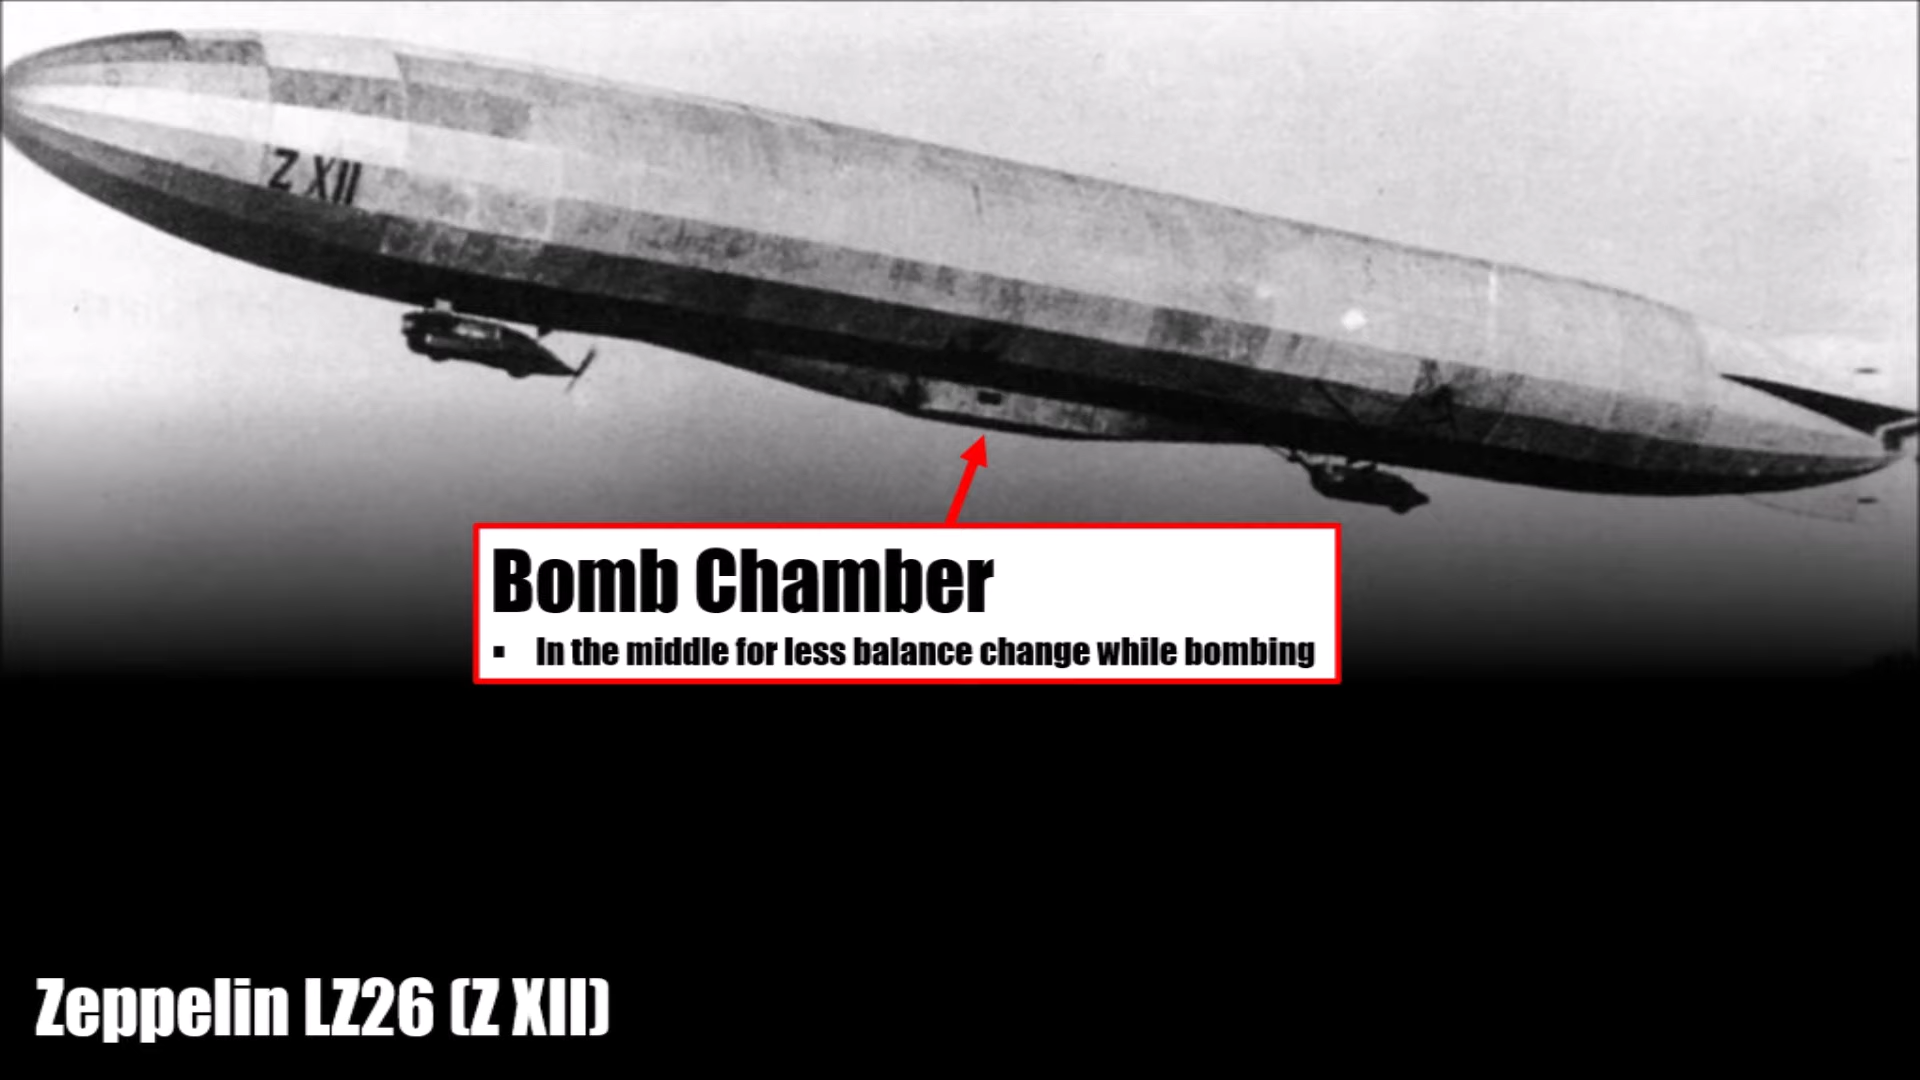 Z XII
Bomb Chamber
▪ In the middle for less balance change while bombing
Zeppelin LZ26 (Z XII)